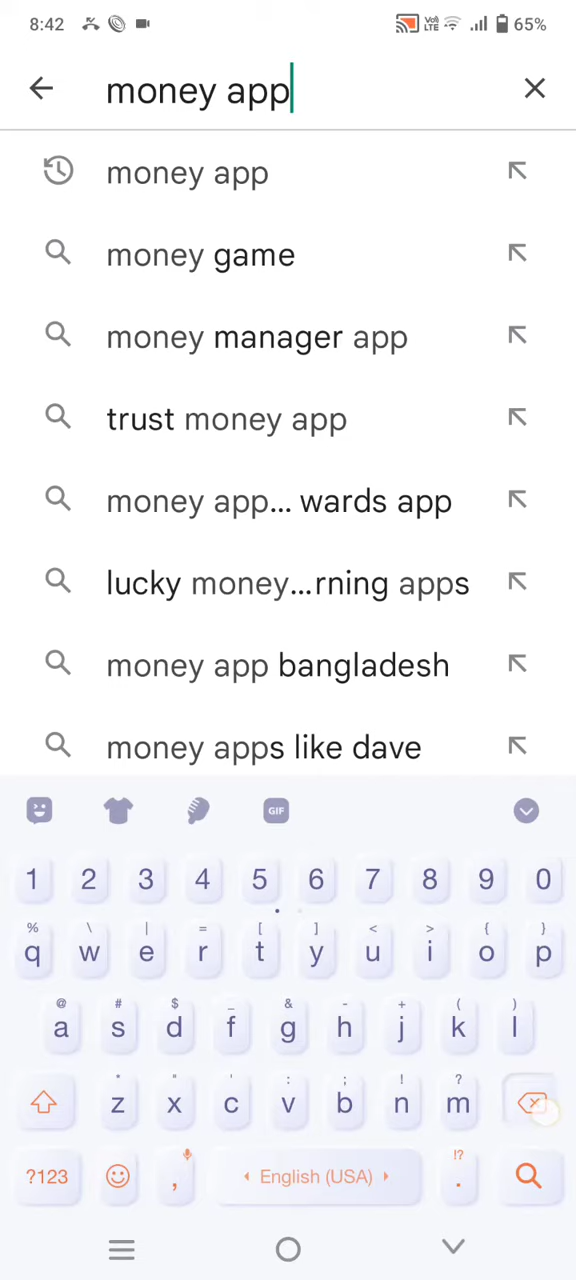 8:42 VoD LTE 65%
money app
money app
money game
money manager app
trust money app
money app... wards app
lucky money...rning apps
money app bangladesh
money apps like dave
GIF
1 2 3 4 5 6 7 8 9 0
% \ | = [ ] < > { }
q w e r t y u i o p
@ # $ _ & - + ( )
a s d f g h j k l
* " ' : ; ! ?
z x c v b n m
!?
?123 , English (USA) .